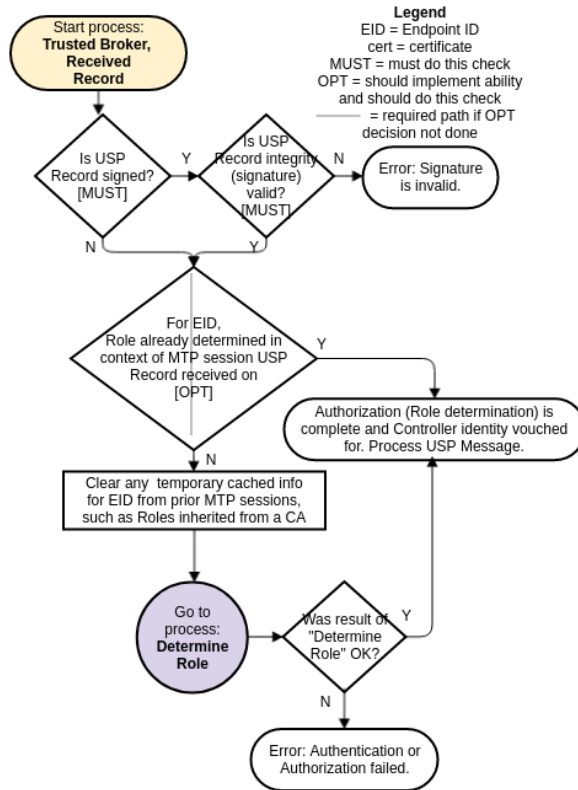 Start process:
Trusted Broker,
Received
Record
Legend
EID = Endpoint ID
cert = certificate
MUST = must do this check
OPT = should implement ability
and should do this check
= required path if OPT
decision not done
Is USP
Record signed?
[MUST]
Y
Is USP
Record integrity
(signature)
valid?
[MUST]
N
Error: Signature
is invalid.
N
Y
For EID,
Role already determined in
context of MTP session USP
Record received on
[OPT]
Y
Authorization (Role determination) is
complete and Controller identity vouched
for. Process USP Message.
N
Clear any temporary cached info
for EID from prior MTP sessions,
such as Roles inherited from a CA
Go to
process:
Determine
Role
Was result of
"Determine
Role" OK?
Y
N
Error: Authentication or
Authorization failed.